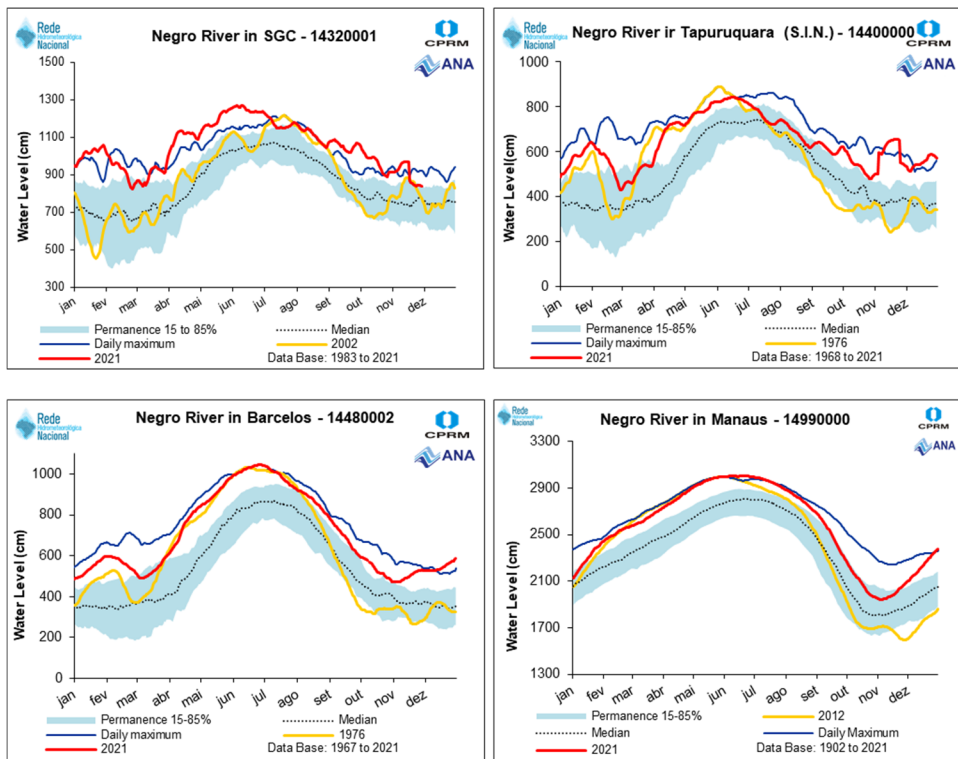 Rede
Hidrometeorológica
Nacional
Negro River in SGC - 14320001
CPRM
ANA
Water Level (cm)
1500
1300
1100
900
700
500
300
jan
fev
mar
abr
mai
jun
jul
ago
set
out
nov
dez
Permanence 15 to 85%
Median
Daily maximum
2002
2021
Data Base: 1983 to 2021
Rede
Hidrometeorológica
Nacional
Negro River ir Tapuruquara (S.I.N.) - 14400000
CPRM
ANA
Water Level(cm)
1000
800
600
400
200
0
jan
fev
mar
abr
mai
jun
jul
ago
set
out
nov
dez
Permanence 15-85%
Median
Daily maximum
1976
2021
Data Base: 1968 to 2021
Rede
Hidrometeorológica
Nacional
Negro River in Barcelos - 14480002
CPRM
ANA
Water Level (cm)
1000
800
600
400
200
0
jan
fev
mar
abr
mai
jun
jul
ago
set
out
nov
dez
Permanence 15-85%
Median
Daily maximum
1976
2021
Data Base: 1967 to 2021
Rede
Hidrometeorológica
Nacional
Negro River in Manaus - 14990000
CPRM
ANA
Water Level (cm)
3300
2900
2500
2100
1700
1300
jan
fev
mar
abr
mai
jun
jul
ago
set
out
nov
dez
Permanence 15-85%
2012
Median
Daily Maximum
2021
Data Base: 1902 to 2021